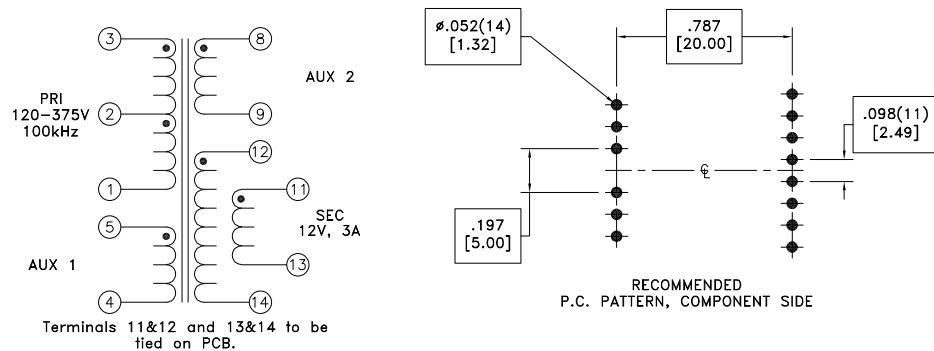 3
8
AUX 2
PRI
120-375V
100kHz
2
9
12
1
11
SEC
12V, 3A
5
AUX 1
13
4
14
Terminals 11&12 and 13&14 to be
tied on PCB.
ø.052(14)
[1.32]
.787
[20.00]
.098(11)
[2.49]
℄
.197
[5.00]
RECOMMENDED
P.C. PATTERN, COMPONENT SIDE